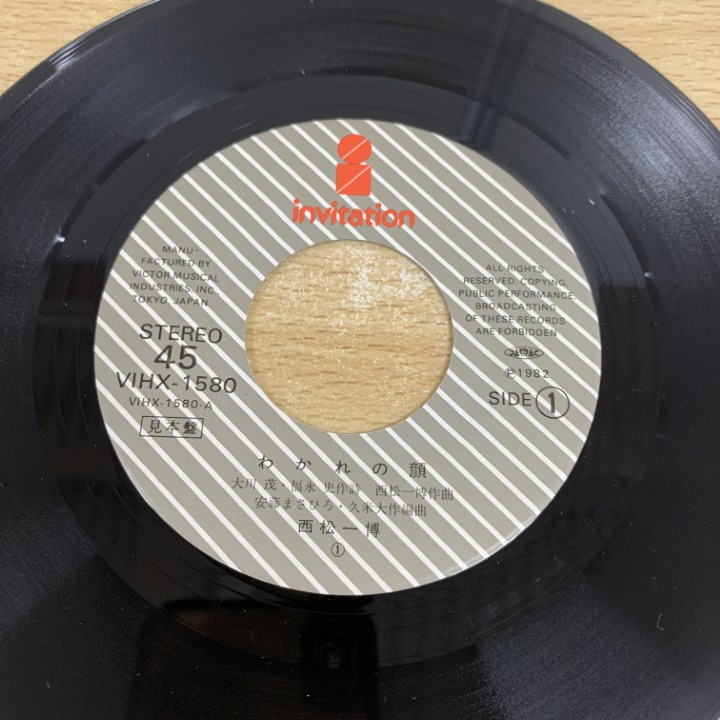 invitation
MANU-
FACTURED BY
VICTOR MUSICAL
INDUSTRIES, INC.,
TOKYO, JAPAN
ALL RIGHTS
RESERVED, COPYING,
PUBLIC PERFORMANCE,
BROADCASTING
OF THESE RECORDS
ARE FORBIDDEN
JASRAC
STEREO
45
VIHX-1580
VIHX-1580-A
見本盤
℗1982
SIDE 1
わかれの顔
大川 茂・福永 史作詩 西松一博作曲
安藤まさひろ・久米大作編曲
西松一博
①